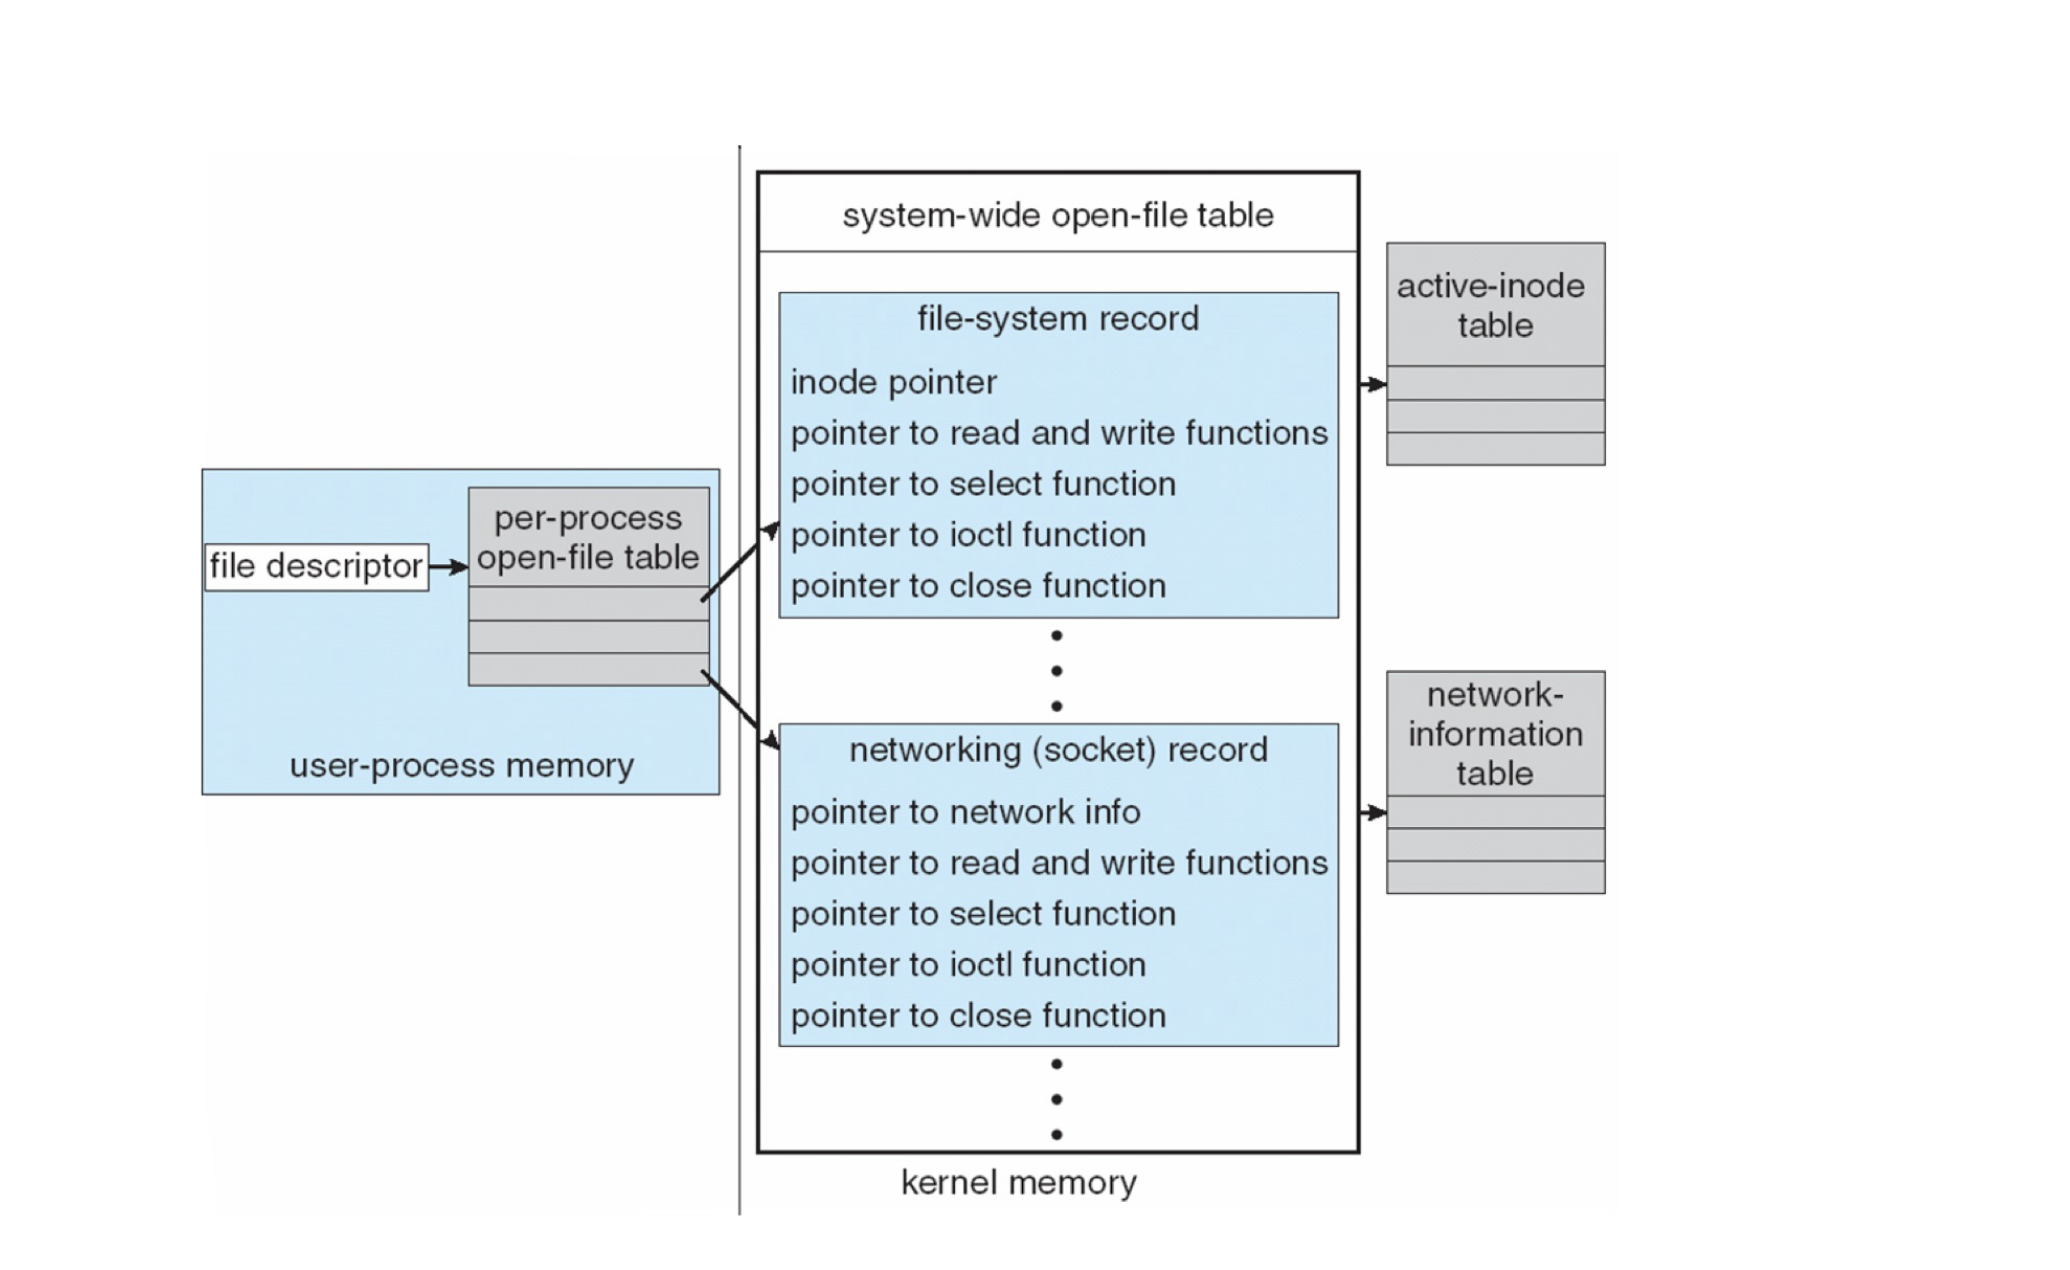 system-wide open-file table
file-system record
inode pointer
pointer to read and write functions
pointer to select function
pointer to ioctl function
pointer to close function
active-inode
table
file descriptor
per-process
open-file table
user-process memory
networking (socket) record
pointer to network info
pointer to read and write functions
pointer to select function
pointer to ioctl function
pointer to close function
network-
information
table
kernel memory